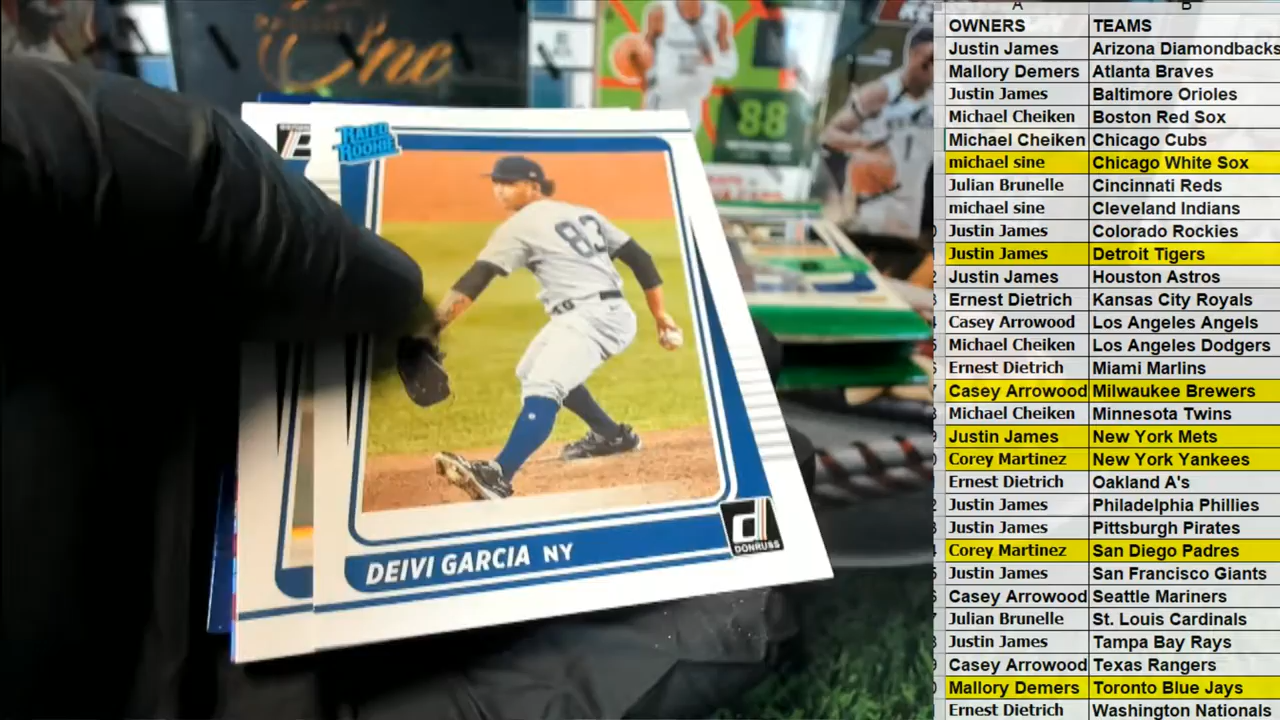 Enc
88
RATED
ROOKIE
83
DEIVI GARCIA NY
d
DONRUSS
A B
OWNERS TEAMS
Justin James Arizona Diamondbacks
Mallory Demers Atlanta Braves
Justin James Baltimore Orioles
Michael Cheiken Boston Red Sox
Michael Cheiken Chicago Cubs
michael sine Chicago White Sox
Julian Brunelle Cincinnati Reds
michael sine Cleveland Indians
Justin James Colorado Rockies
Justin James Detroit Tigers
Justin James Houston Astros
Ernest Dietrich Kansas City Royals
Casey Arrowood Los Angeles Angels
Michael Cheiken Los Angeles Dodgers
Ernest Dietrich Miami Marlins
Casey Arrowood Milwaukee Brewers
Michael Cheiken Minnesota Twins
Justin James New York Mets
Corey Martinez New York Yankees
Ernest Dietrich Oakland A's
Justin James Philadelphia Phillies
Justin James Pittsburgh Pirates
Corey Martinez San Diego Padres
Justin James San Francisco Giants
Casey Arrowood Seattle Mariners
Julian Brunelle St. Louis Cardinals
Justin James Tampa Bay Rays
Casey Arrowood Texas Rangers
Mallory Demers Toronto Blue Jays
Ernest Dietrich Washington Nationals